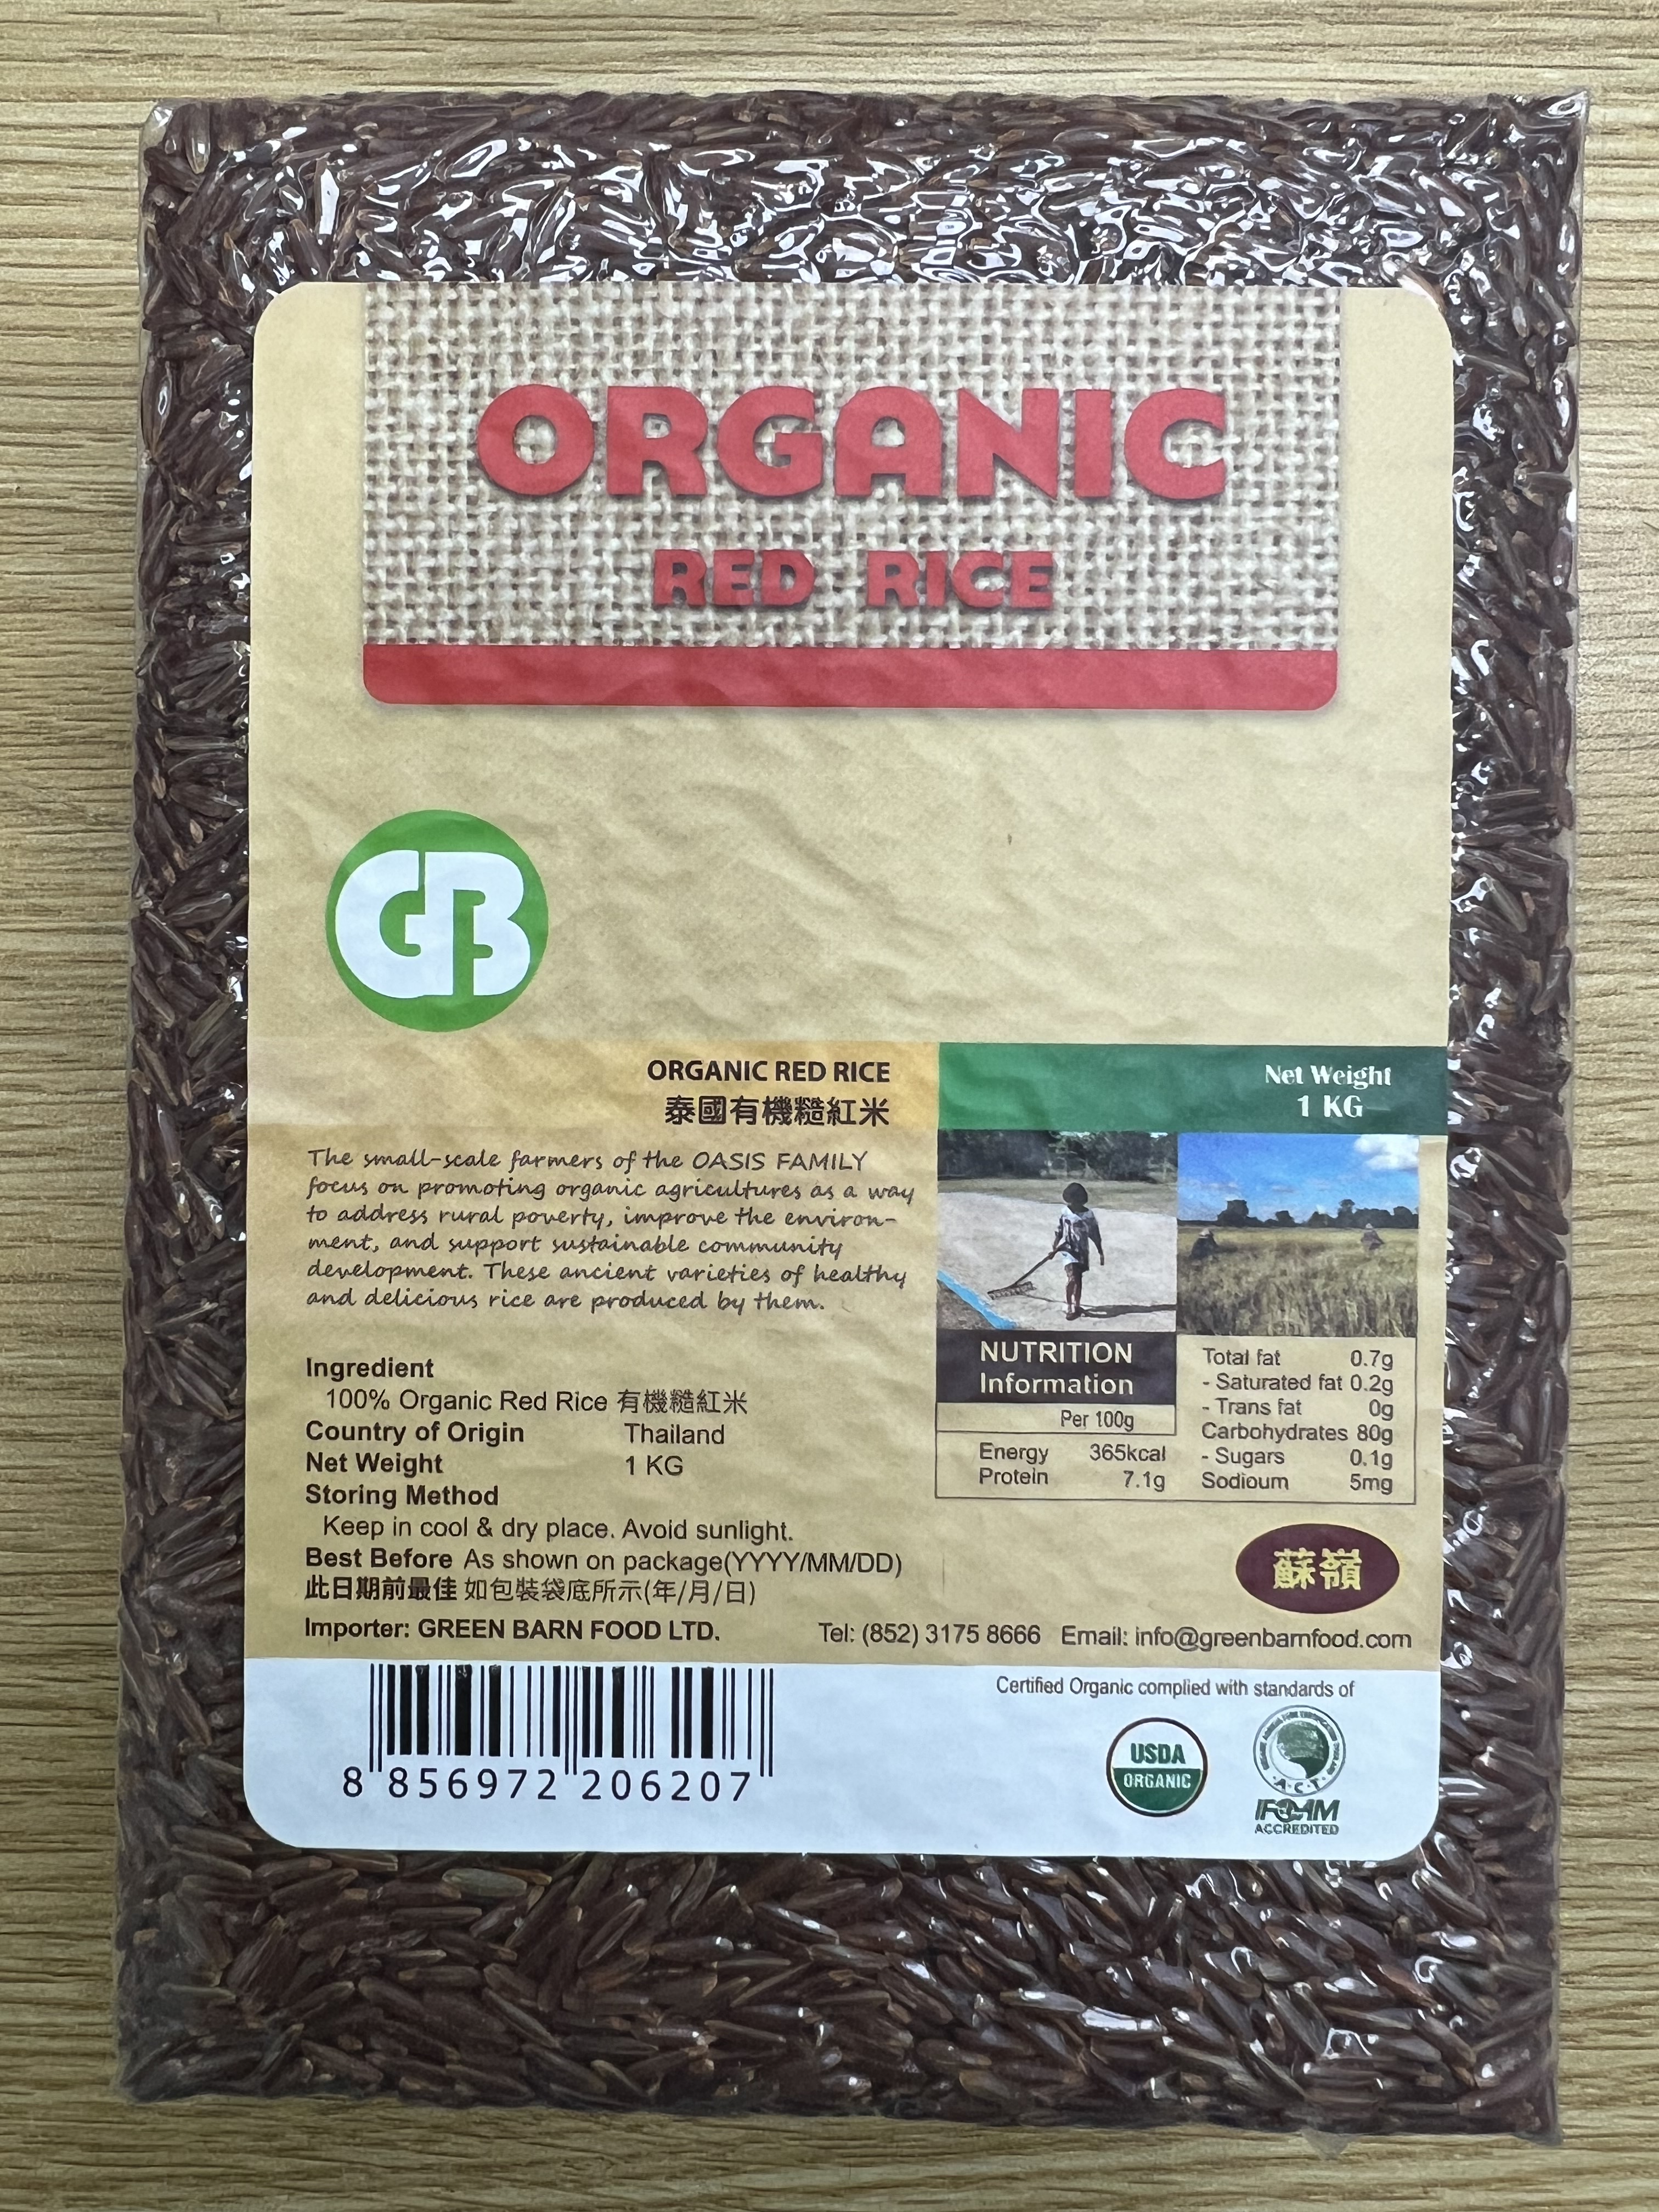 ORGANIC
RED RICE
GB
ORGANIC RED RICE
泰國有機糙紅米
Net Weight
1 KG
The small-scale farmers of the OASIS FAMILY
focus on promoting organic agricultures as a way
to address rural poverty, improve the environ-
ment, and support sustainable community
development. These ancient varieties of healthy
and delicious rice are produced by them.
Ingredient
100% Organic Red Rice 有機糙紅米
Country of Origin Thailand
Net Weight 1 KG
Storing Method
Keep in cool & dry place. Avoid sunlight.
Best Before As shown on package(YYYY/MM/DD)
此日期前最佳 如包裝袋底所示(年/月/日)
NUTRITION
Information
Per 100g
Energy 365kcal
Protein 7.1g
Total fat 0.7g
- Saturated fat 0.2g
- Trans fat 0g
Carbohydrates 80g
- Sugars 0.1g
Sodioum 5mg
蘇嶺
Importer: GREEN BARN FOOD LTD. Tel: (852) 3175 8666 Email: info@greenbarnfood.com
8 856972 206207
Certified Organic complied with standards of
USDA
ORGANIC
A·C·T
IFOAM
ACCREDITED